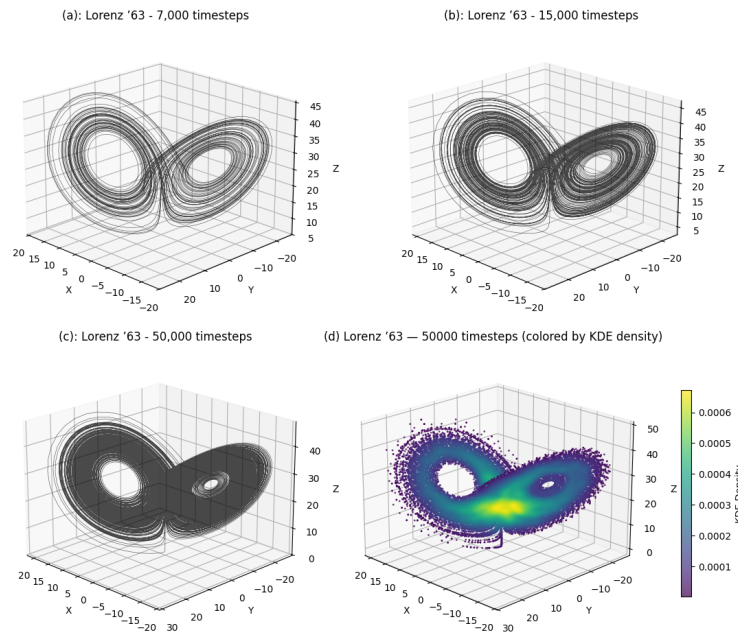 (a): Lorenz ’63 - 7,000 timesteps
(b): Lorenz ’63 - 15,000 timesteps
45
40
35
30
25
20
15
10
5
Z
20 15 10 5 0 −5 −10 −15 −20
X
20 10 0 −10 −20
Y
45
40
35
30
25
20
15
10
5
Z
20 15 10 5 0 −5 −10 −15 −20
X
20 10 0 −10 −20
Y
(c): Lorenz ’63 - 50,000 timesteps
(d) Lorenz ’63 — 50000 timesteps (colored by KDE density)
40
30
20
10
0
Z
20 15 10 5 0 −5 −10 −15 −20
X
30 20 10 0 −10 −20
Y
50
40
30
20
10
0
Z
20 15 10 5 0 −5 −10 −15 −20
X
30 20 10 0 −10 −20
Y
0.0006
0.0005
0.0004
0.0003
0.0002
0.0001
KDE Density